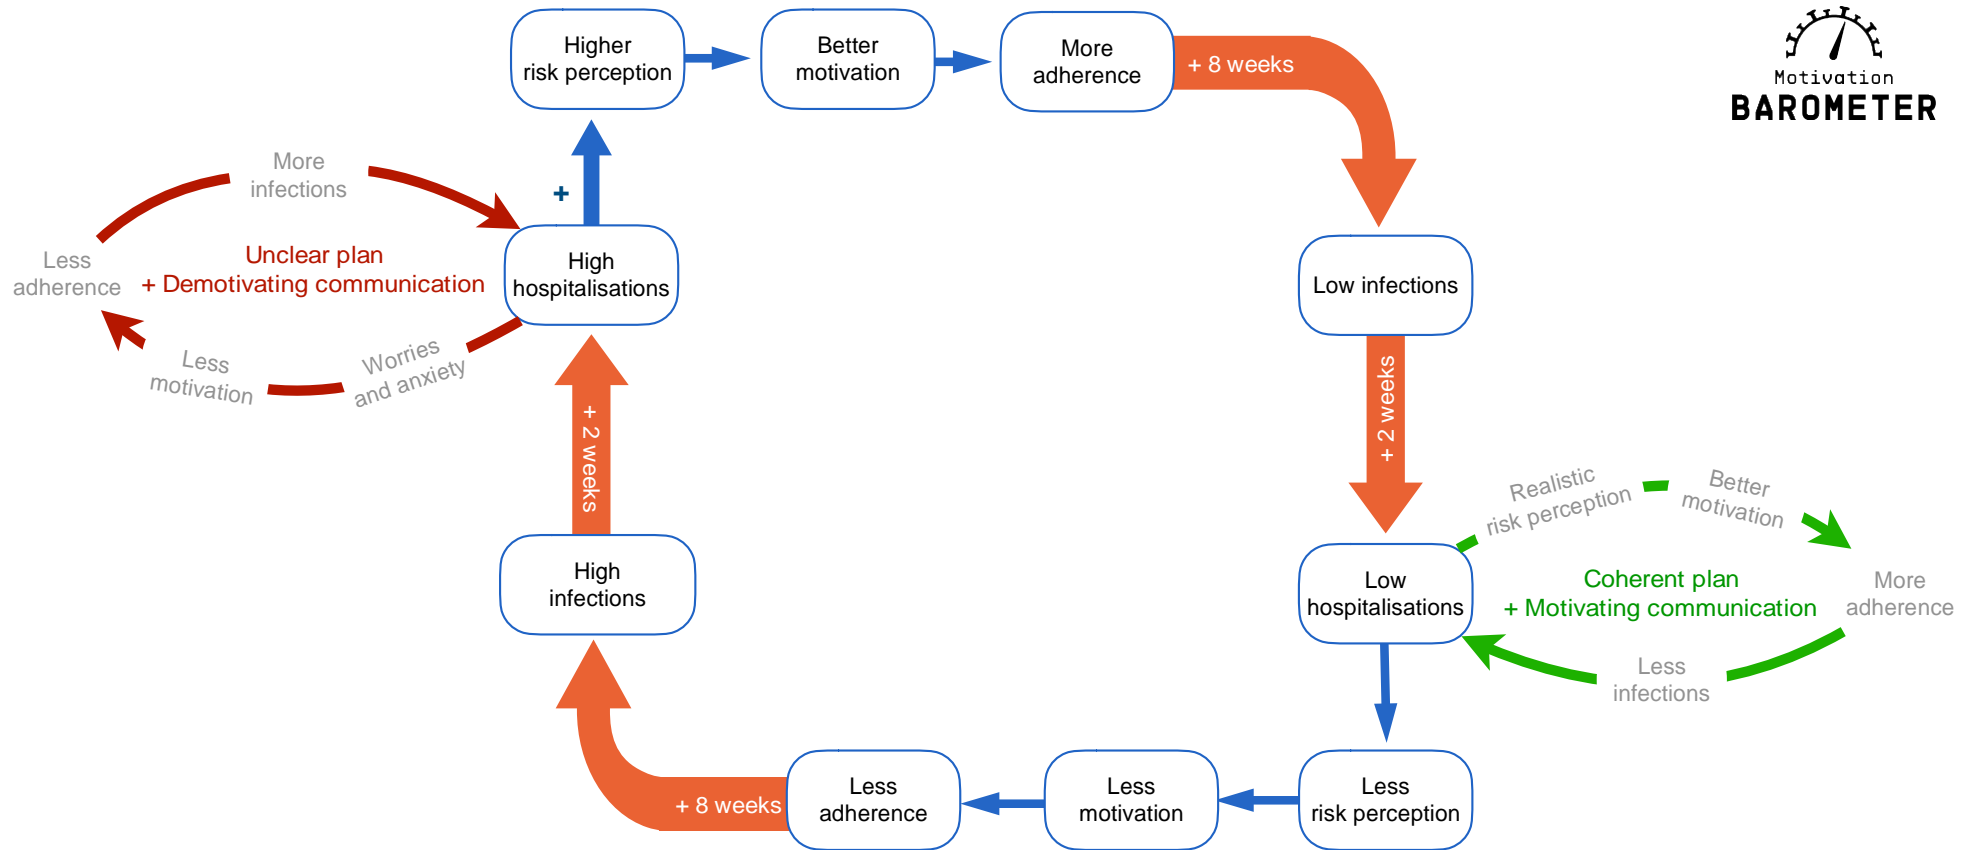 Higher
risk perception
Better
motivation
More
adherence
+ 8 weeks
Motivation
BAROMETER
More
infections
+
Less
adherence
Unclear plan
+ Demotivating communication
High
hospitalisations
Low infections
Less
motivation
Worries
and anxiety
+ 2 weeks
+ 2 weeks
Realistic
risk perception
Better
motivation
High
infections
Low
hospitalisations
Coherent plan
+ Motivating communication
More
adherence
Less
infections
+ 8 weeks
Less
adherence
Less
motivation
Less
risk perception